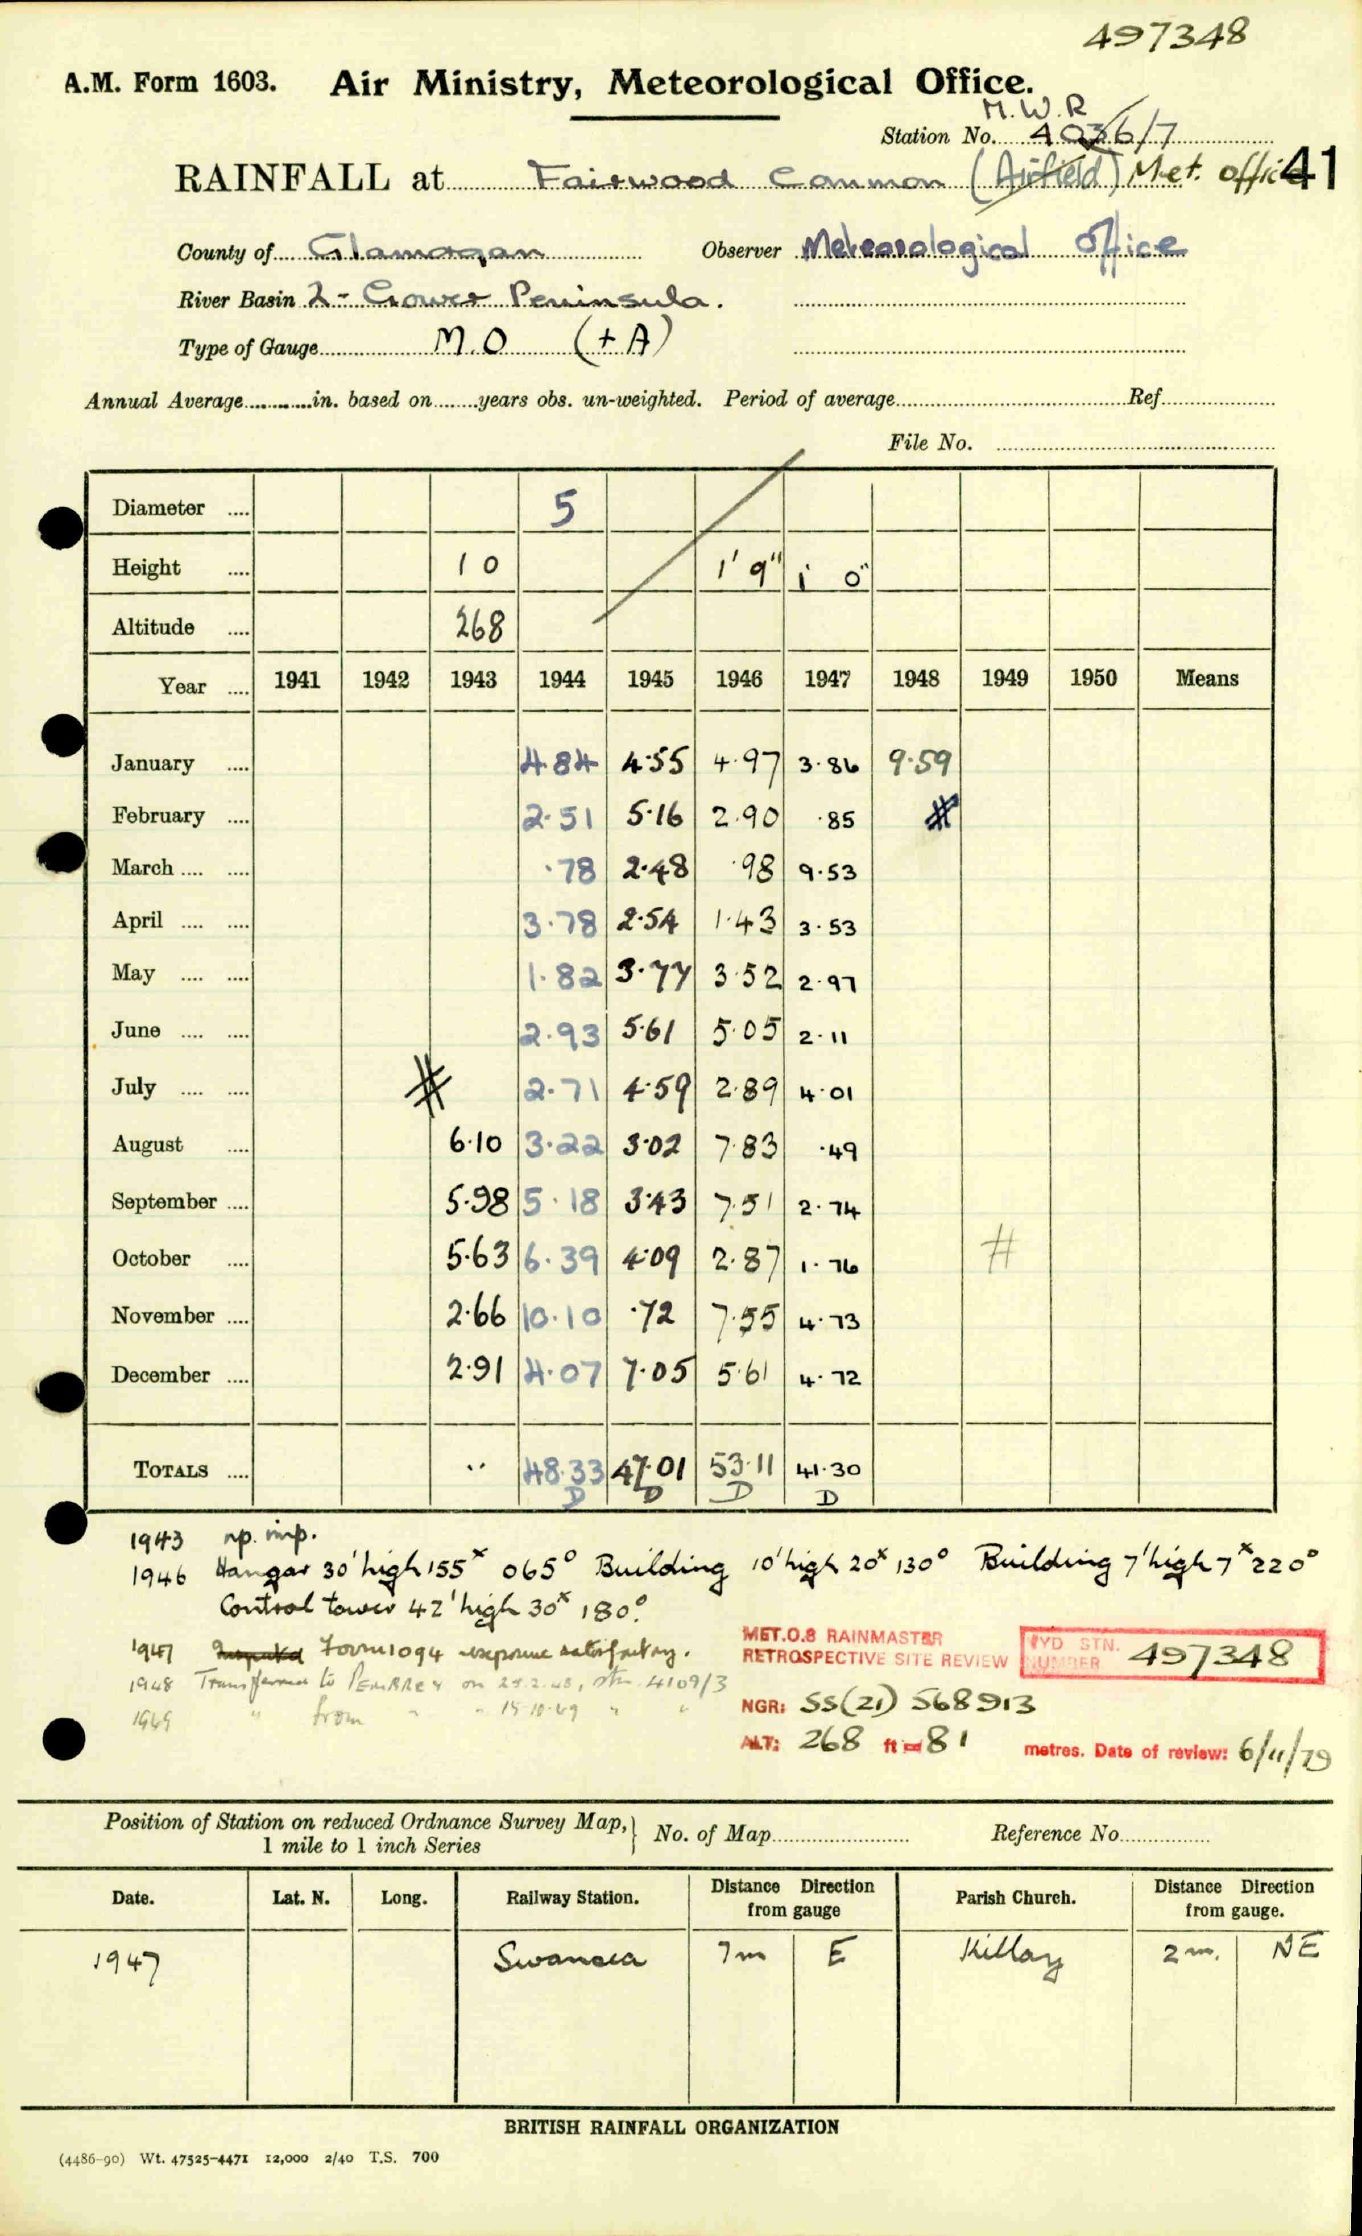 497348
A.M. Form 1603. Air Ministry, Meteorological Office.
M.W.R
Station No. 4036/7
RAINFALL at Fairwood Common (Airfield) Met. office 41
County of Glamorgan Observer Meteorological Office
River Basin 2 - Gower Peninsula.
Type of Gauge M.O (+A)
Annual Average in. based on years obs. un-weighted. Period of average Ref
File No.
Diameter 5
Height 10 1' 9" 1' 0"
Altitude 268
Year 1941 1942 1943 1944 1945 1946 1947 1948 1949 1950 Means
January 4.84 4.55 4.97 3.86 9.59
February 2.51 5.16 2.90 .85 #
March .78 2.48 .98 9.53
April 3.78 2.54 1.43 3.53
May 1.82 3.77 3.52 2.97
June 2.93 5.61 5.05 2.11
July # 2.71 4.59 2.89 4.01
August 6.10 3.22 3.02 7.83 .49
September 5.98 5.18 3.43 7.51 2.74
October 5.63 6.39 4.09 2.87 1.76 #
November 2.66 10.10 .72 7.55 4.73
December 2.91 4.07 7.05 5.61 4.72
TOTALS .. 48.33 47.01 53.11 41.30
D D D D
1943 np. imp.
1946 Hangar 30' high 155x 065° Building 10' high 20x 130° Building 7' high 7x 220°
Control tower 42' high 30x 180°.
1947 Form 1094 exposure satisfactory.
1948 Transferred to PEMBREY on 2.48, stn. 4109/3
1949 " from " " 15.10.49 " "
MET.O.8 RAINMASTER
RETROSPECTIVE SITE REVIEW
HYD STN. NUMBER 497348
NGR: SS(21) 568913
ALT: 268 ft = 81 metres. Date of review: 6/11/79
Position of Station on reduced Ordnance Survey Map, 1 mile to 1 inch Series No. of Map Reference No.
Date. Lat. N. Long. Railway Station. Distance Direction from gauge Parish Church. Distance Direction from gauge.
1947 Swansea 7m E Killay 2m. NE
BRITISH RAINFALL ORGANIZATION
(4486-90) Wt. 47525-4471 12,000 2/40 T.S. 700